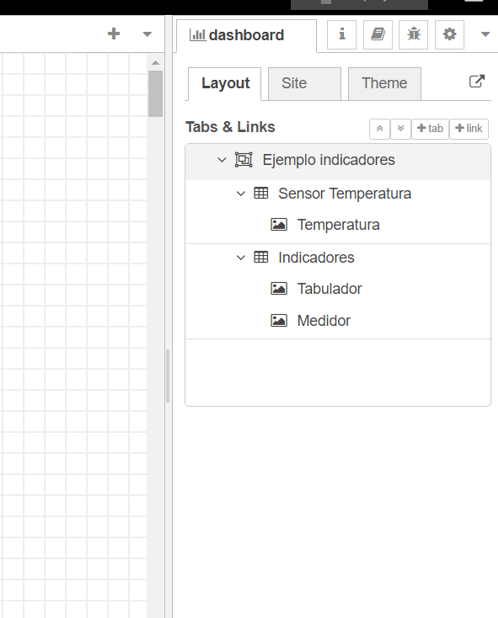 dashboard
Layout
Site
Theme
Tabs & Links
tab
link
Ejemplo indicadores
Sensor Temperatura
Temperatura
Indicadores
Tabulador
Medidor